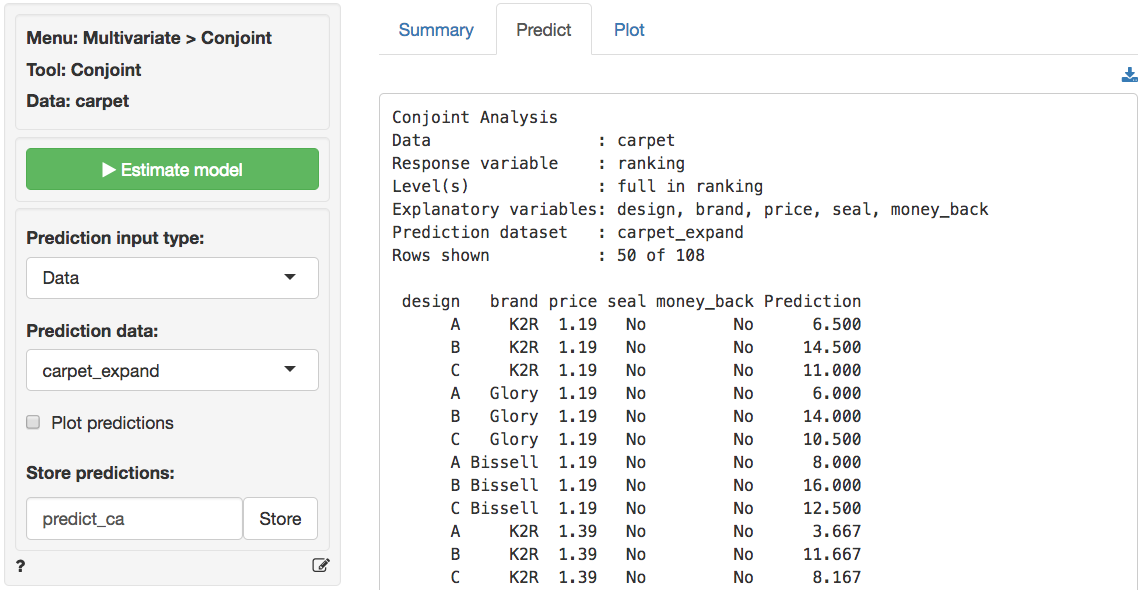 Menu: Multivariate > Conjoint
Tool: Conjoint
Data: carpet
Estimate model
Prediction input type:
Data
Prediction data:
carpet_expand
Plot predictions
Store predictions:
predict_ca
Store
?
Summary
Predict
Plot
Conjoint Analysis
Data                 : carpet
Response variable    : ranking
Level(s)             : full in ranking
Explanatory variables: design, brand, price, seal, money_back
Prediction dataset   : carpet_expand
Rows shown           : 50 of 108
design   brand price seal money_back Prediction
A     K2R  1.19   No         No      6.500
B     K2R  1.19   No         No     14.500
C     K2R  1.19   No         No     11.000
A   Glory  1.19   No         No      6.000
B   Glory  1.19   No         No     14.000
C   Glory  1.19   No         No     10.500
A Bissell  1.19   No         No      8.000
B Bissell  1.19   No         No     16.000
C Bissell  1.19   No         No     12.500
A     K2R  1.39   No         No      3.667
B     K2R  1.39   No         No     11.667
C     K2R  1.39   No         No      8.167